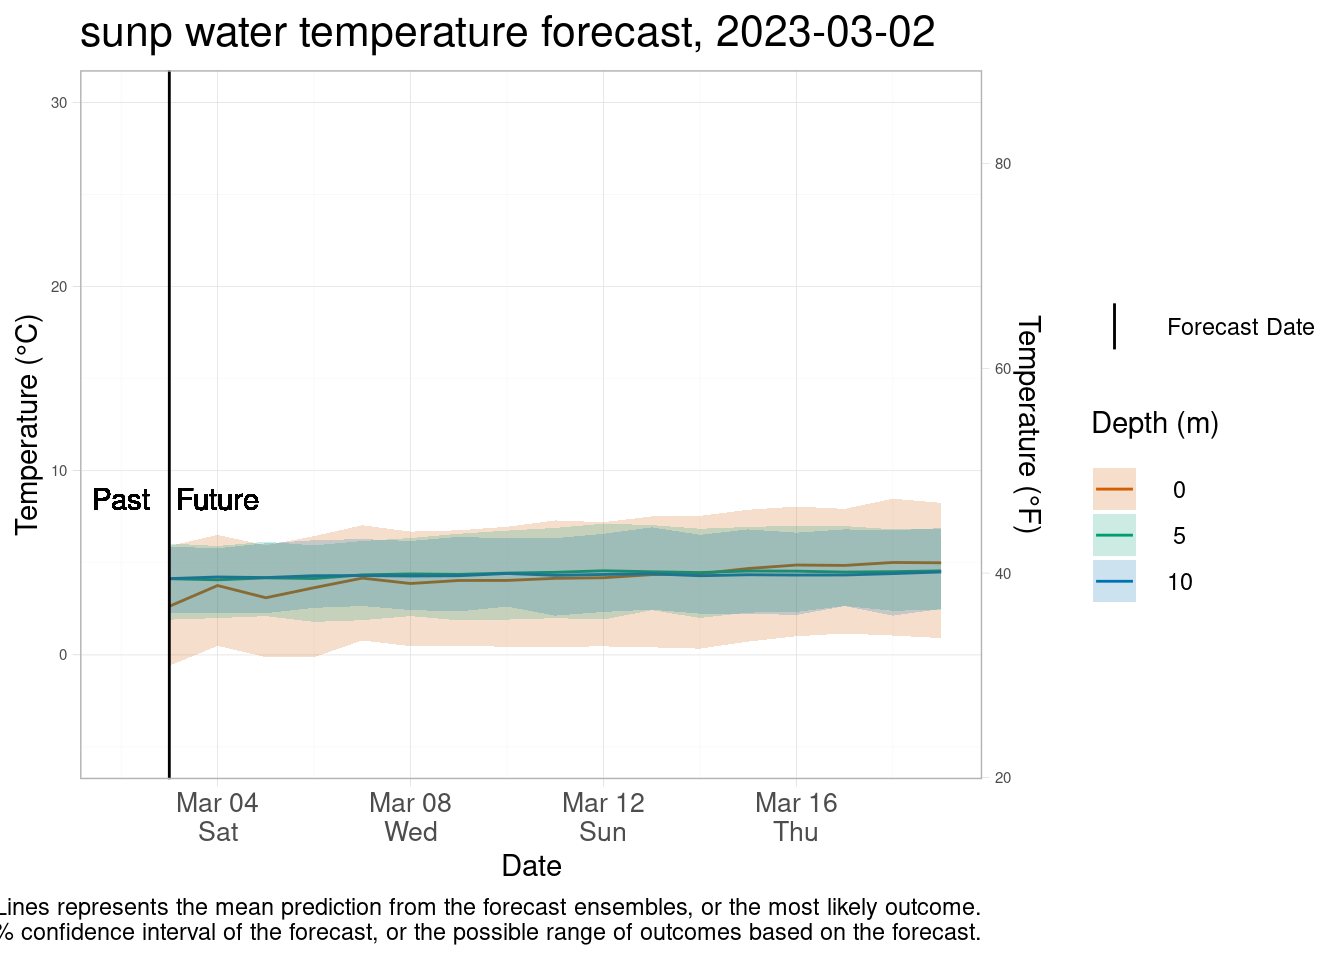 sunp water temperature forecast, 2023-03-02
30
20
10
0
Temperature (°C)
Past
Future
80
60
40
20
Temperature (°F)
Mar 04
Sat
Mar 08
Wed
Mar 12
Sun
Mar 16
Thu
Date
Forecast Date
Depth (m)
0
5
10
Lines represents the mean prediction from the forecast ensembles, or the most likely outcome.
% confidence interval of the forecast, or the possible range of outcomes based on the forecast.